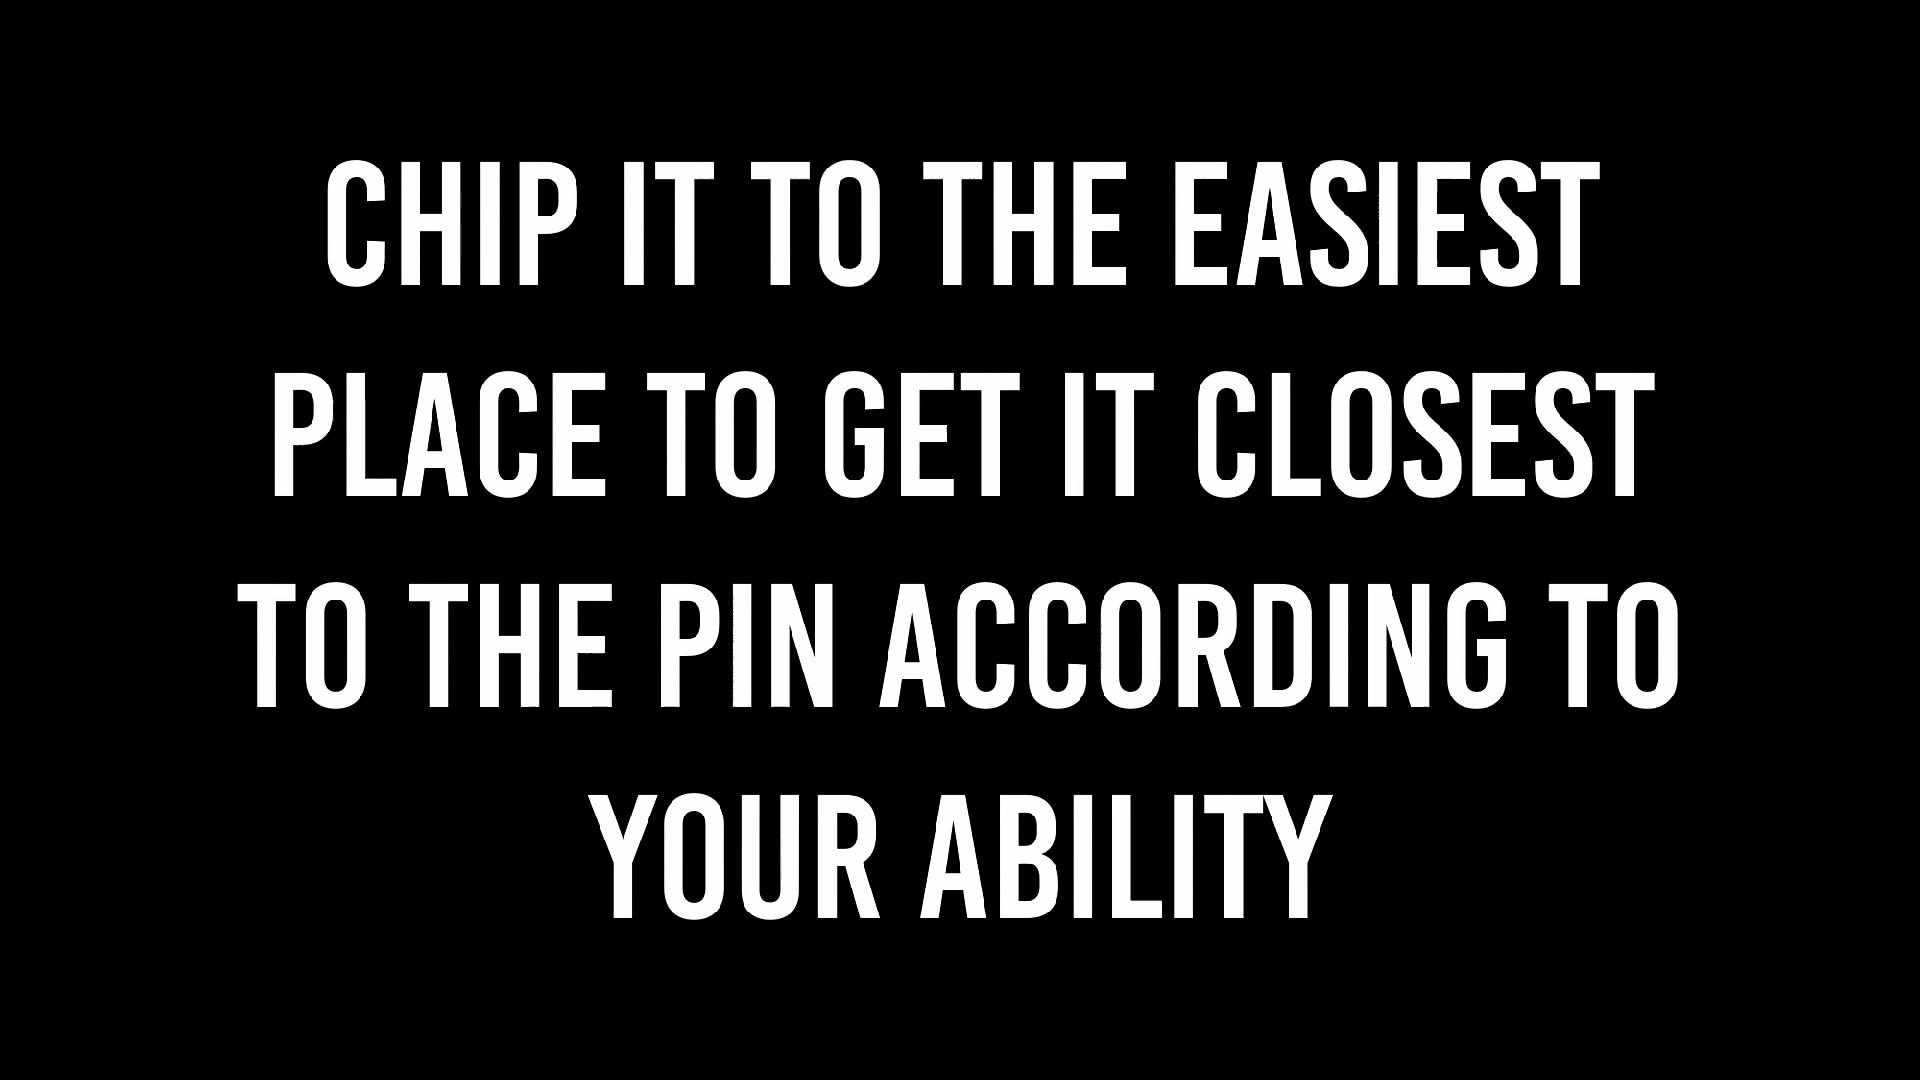 CHIP IT TO THE EASIEST
PLACE TO GET IT CLOSEST
TO THE PIN ACCORDING TO
YOUR ABILITY